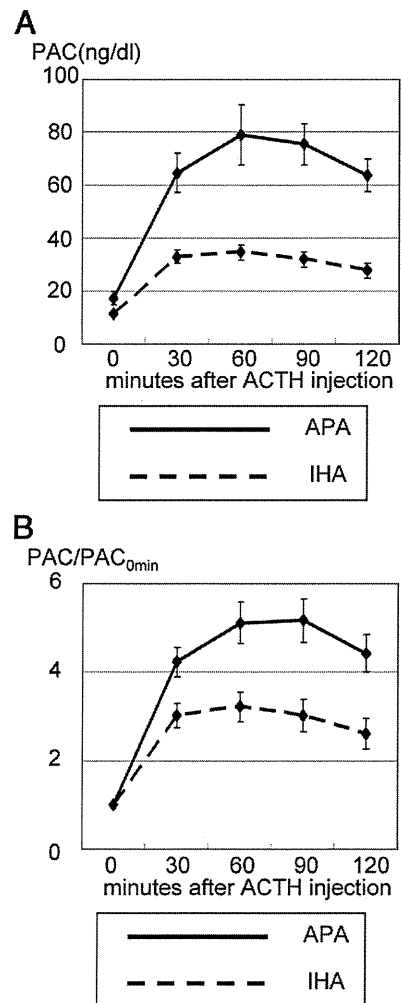 A
PAC(ng/dl)
100
80
60
40
20
0
0 30 60 90 120
minutes after ACTH injection
APA
IHA
B
PAC/PAC0min
6
4
2
0
0 30 60 90 120
minutes after ACTH injection
APA
IHA